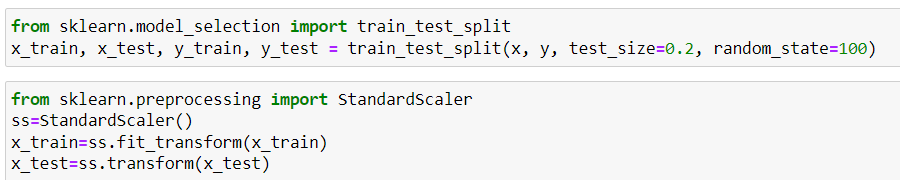 from sklearn.model_selection import train_test_split
x_train, x_test, y_train, y_test = train_test_split(x, y, test_size=0.2, random_state=100)
from sklearn.preprocessing import StandardScaler
ss=StandardScaler()
x_train=ss.fit_transform(x_train)
x_test=ss.transform(x_test)